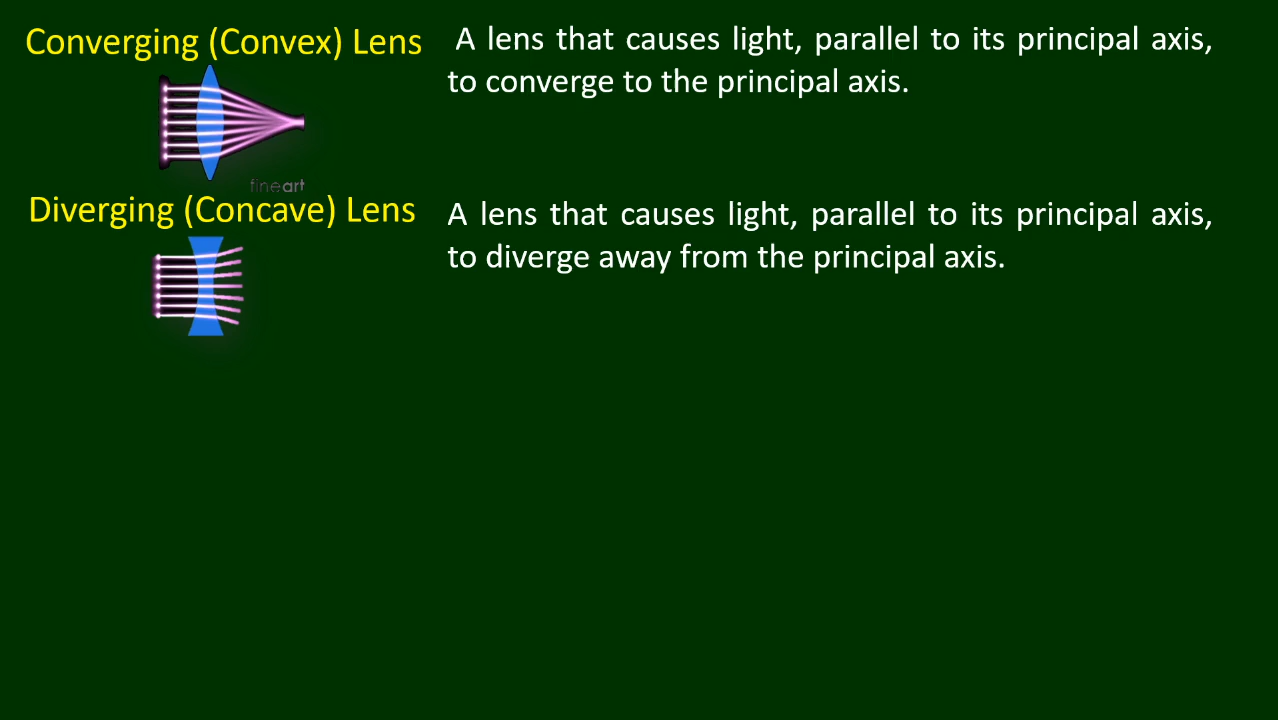 Converging (Convex) Lens
A lens that causes light, parallel to its principal axis,
to converge to the principal axis.
fineart
Diverging (Concave) Lens
A lens that causes light, parallel to its principal axis,
to diverge away from the principal axis.